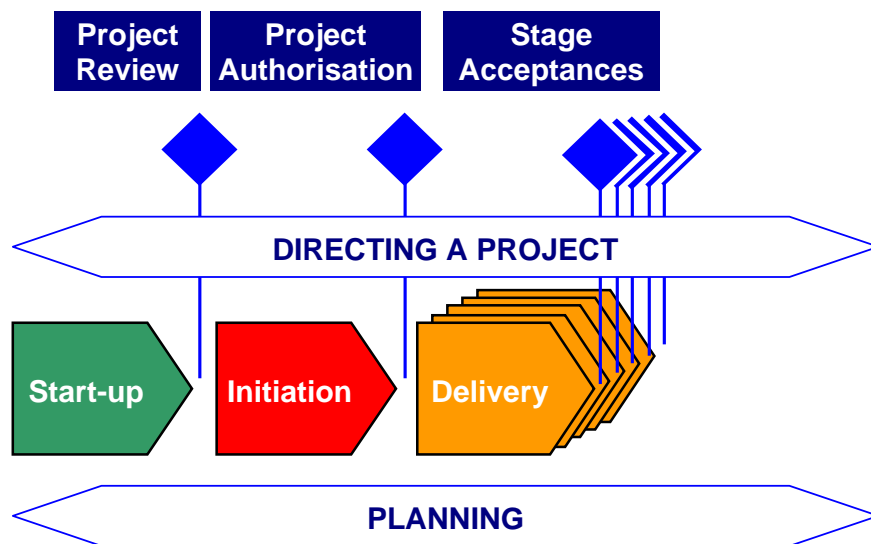 Project
Review
Project
Authorisation
Stage
Acceptances
DIRECTING A PROJECT
Start-up
Initiation
Delivery
PLANNING